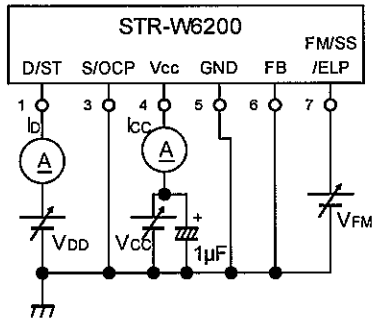 STR-W6200
FM/SS
D/ST S/OCP Vcc GND FB /ELP
1 3 4 5 6 7
ID ICC
A A
VDD VCC + VFM
1µF